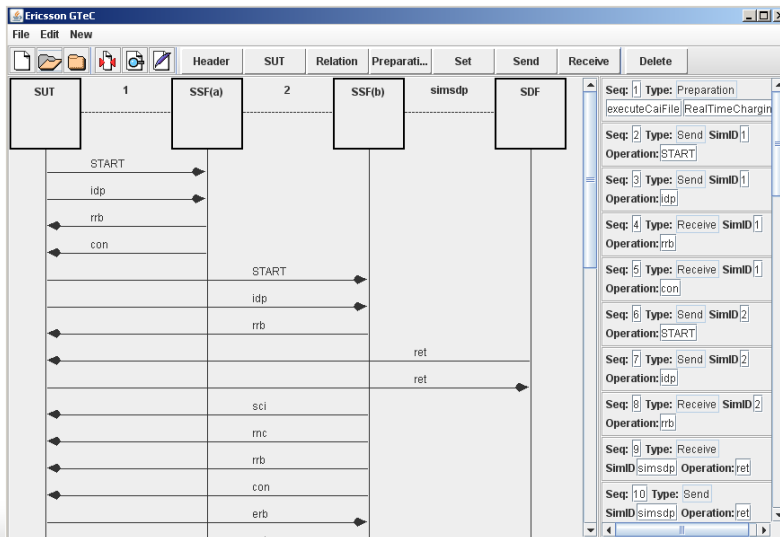 Ericsson GTeC
File Edit New
Header SUT Relation Preparati... Set Send Receive Delete
SUT 1 SSF(a) 2 SSF(b) simsdp SDF
START
idp
rrb
con
START
idp
rrb
ret
ret
sci
rnc
rrb
con
erb
Seq: 1 Type: Preparation
executeCaiFile RealTimeChargin
Seq: 2 Type: Send SimID 1
Operation: START
Seq: 3 Type: Send SimID 1
Operation: idp
Seq: 4 Type: Receive SimID 1
Operation: rrb
Seq: 5 Type: Receive SimID 1
Operation: con
Seq: 6 Type: Send SimID 2
Operation: START
Seq: 7 Type: Send SimID 2
Operation: idp
Seq: 8 Type: Receive SimID 2
Operation: rrb
Seq: 9 Type: Receive
SimID simsdp Operation: ret
Seq: 10 Type: Send
SimID simsdp Operation: ret